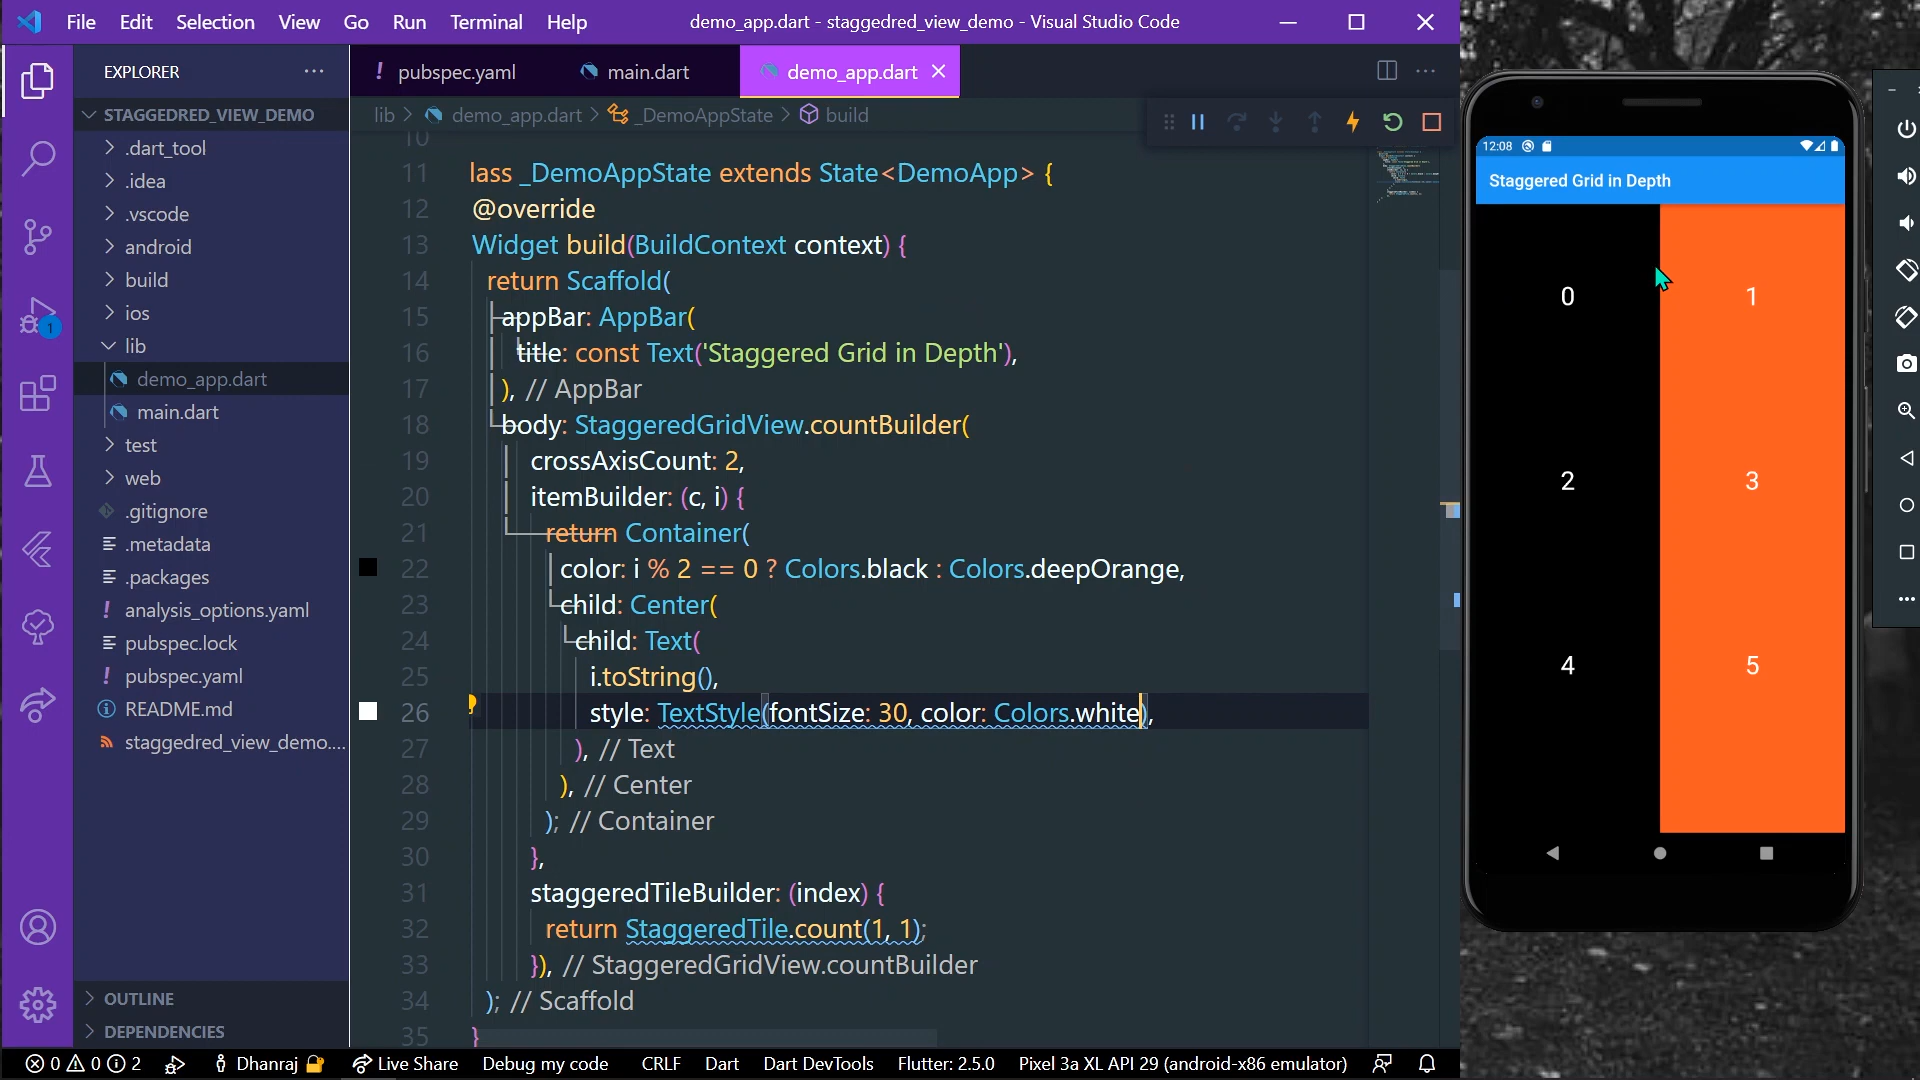 File Edit Selection View Go Run Terminal Help
demo_app.dart - staggedred_view_demo - Visual Studio Code
EXPLORER
STAGGEDRED_VIEW_DEMO
.dart_tool
.idea
.vscode
android
build
ios
lib
demo_app.dart
main.dart
test
web
.gitignore
.metadata
.packages
analysis_options.yaml
pubspec.lock
pubspec.yaml
README.md
staggedred_view_demo....
OUTLINE
DEPENDENCIES
1
! pubspec.yaml
main.dart
demo_app.dart
lib > demo_app.dart > _DemoAppState > build
10
11 lass _DemoAppState extends State<DemoApp> {
12 @override
13 Widget build(BuildContext context) {
14 return Scaffold(
15 appBar: AppBar(
16 title: const Text('Staggered Grid in Depth'),
17 ), // AppBar
18 body: StaggeredGridView.countBuilder(
19 crossAxisCount: 2,
20 itemBuilder: (c, i) {
21 return Container(
22 color: i % 2 == 0 ? Colors.black : Colors.deepOrange,
23 child: Center(
24 child: Text(
25 i.toString(),
26 style: TextStyle(fontSize: 30, color: Colors.white),
27 ), // Text
28 ), // Center
29 ); // Container
30 },
31 staggeredTileBuilder: (index) {
32 return StaggeredTile.count(1, 1);
33 }), // StaggeredGridView.countBuilder
34 ); // Scaffold
35 }
12:08
Staggered Grid in Depth
0 1
2 3
4 5
0 0 2 Dhanraj Live Share Debug my code CRLF Dart Dart DevTools Flutter: 2.5.0 Pixel 3a XL API 29 (android-x86 emulator)